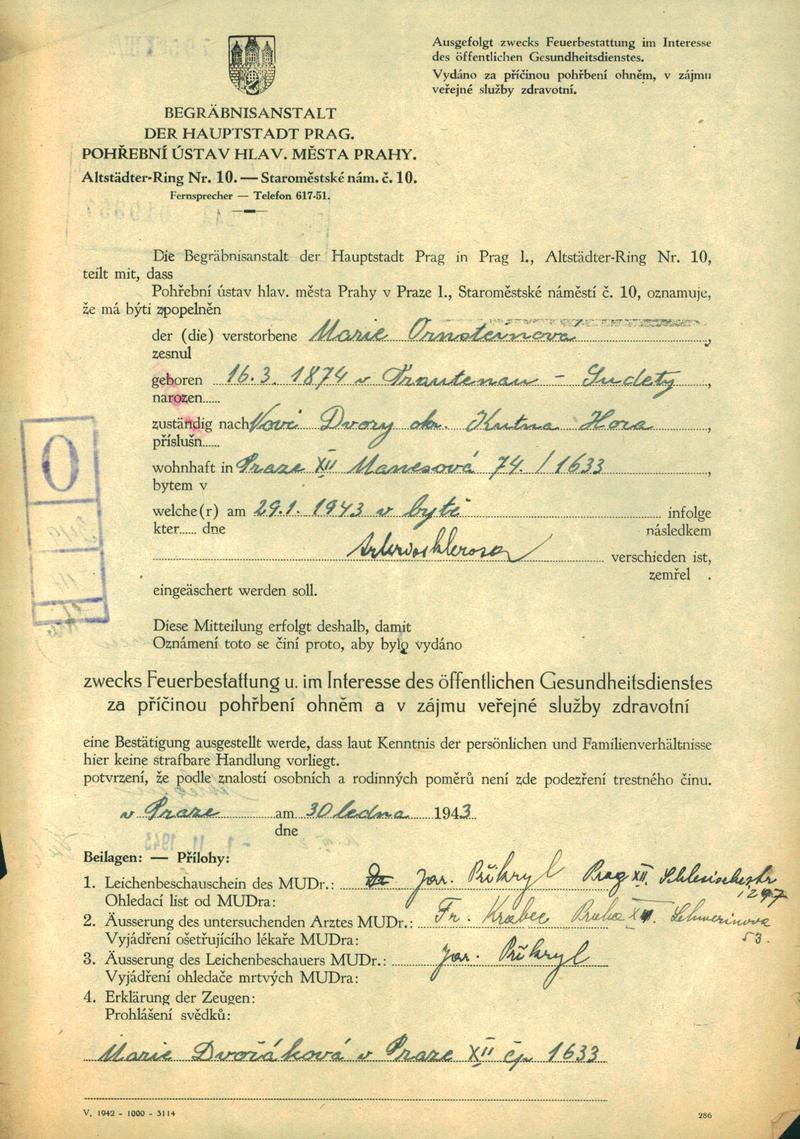 Ausgefolgt zwecks Feuerbestattung im Interesse
des öffentlichen Gesundheitsdienstes.
Vydáno za příčinou pohřbení ohněm, v zájmu
veřejné služby zdravotní.
BEGRÄBNISANSTALT
DER HAUPTSTADT PRAG.
POHŘEBNÍ ÚSTAV HLAV. MĚSTA PRAHY.
Altstädter-Ring Nr. 10. — Staroměstské nám. č. 10.
Fernsprecher — Telefon 617-51.
Die Begräbnisanstalt der Hauptstadt Prag in Prag I., Altstädter-Ring Nr. 10,
teilt mit, dass
Pohřební ústav hlav. města Prahy v Praze I., Staroměstské náměstí č. 10, oznamuje,
že má býti zpopelněn
der (die) verstorbene Marie Ornsteinova,
zesnul
geboren 16.3. 1874 v Trautenau - Sudety,
narozen......
zuständig nach Nové Dvory ok. Kutna Hora,
příslušn......
wohnhaft in Praze XII Manesová 74. / 1633,
bytem v
welche(r) am 29.1. 1943 v bytě infolge
kter...... dne následkem
verschieden ist,
zemřel .
eingeäschert werden soll.
Diese Mitteilung erfolgt deshalb, damit
Oznámení toto se činí proto, aby bylo vydáno
zwecks Feuerbestattung u. im Interesse des öffentlichen Gesundheitsdienstes
za příčinou pohřbení ohněm a v zájmu veřejné služby zdravotní
eine Bestätigung ausgestellt werde, dass laut Kenntnis der persönlichen und Familienverhältnisse
hier keine strafbare Handlung vorliegt.
potvrzení, že podle znalostí osobních a rodinných poměrů není zde podezření trestného činu.
v Praze am 30 ledna 1943.
dne
Beilagen: — Přílohy:
1. Leichenbeschauschein des MUDr.: Jar. Přikryl Prag XII. Schlesischestr
Ohledací list od MUDra: 1297
2. Äusserung des untersuchenden Arztes MUDr.: Fr. Krabec Praha XII. Schwerinova
Vyjádření ošetřujícího lékaře MUDra: 53.
3. Äusserung des Leichenbeschauers MUDr.: Jar. Přikryl
Vyjádření ohledače mrtvých MUDra:
4. Erklärung der Zeugen:
Prohlášení svědků:
Marie Dvořáková v Praze XII čp. 1633
V. 1942 - 1000 - 3114 286